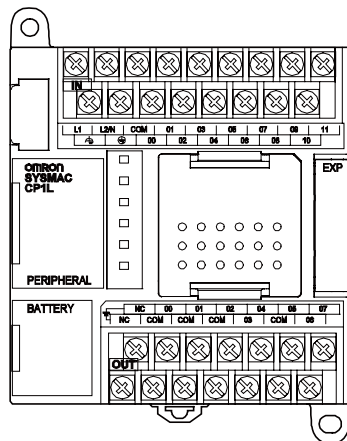 IN
L1 L2/N COM 01 03 05 07 09 11
00 02 04 06 08 10
OMRON
SYSMAC
CP1L
EXP
PERIPHERAL
BATTERY
NC 00 01 02 04 05 07
NC COM COM COM 03 COM 06
OUT